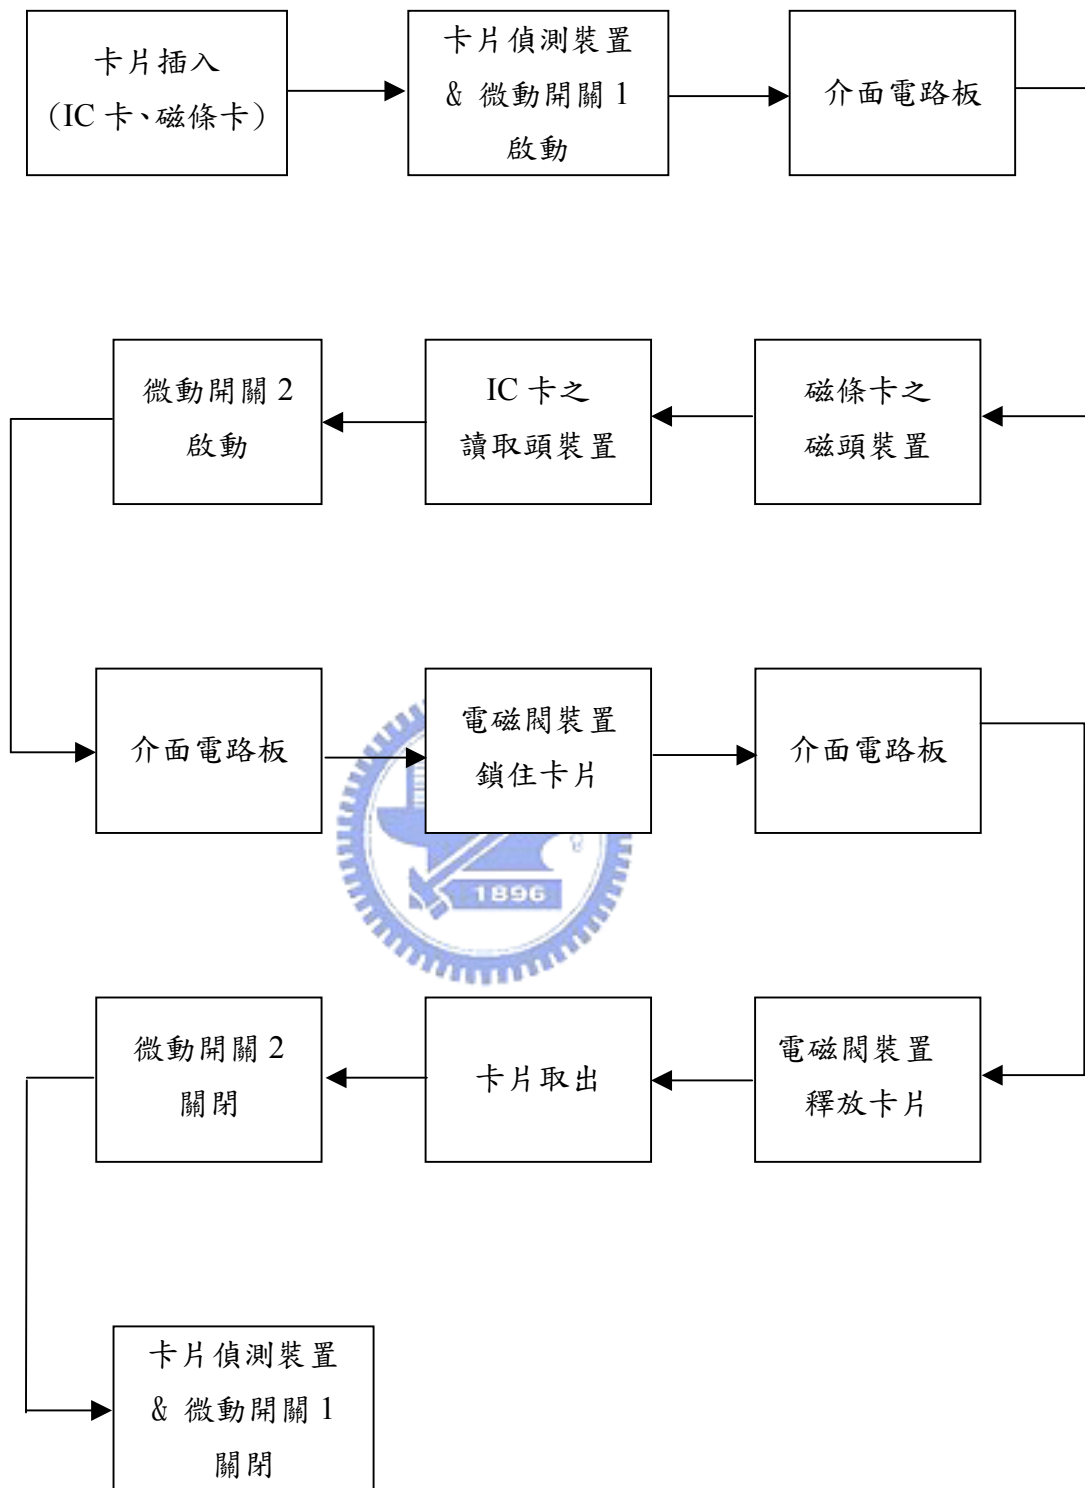 卡片插入
（IC 卡、磁條卡）
卡片偵測裝置
& 微動開關 1
啟動
介面電路板
磁條卡之
磁頭裝置
IC 卡之
讀取頭裝置
微動開關 2
啟動
介面電路板
電磁閥裝置
鎖住卡片
介面電路板
1896
電磁閥裝置
釋放卡片
卡片取出
微動開關 2
關閉
卡片偵測裝置
& 微動開關 1
關閉